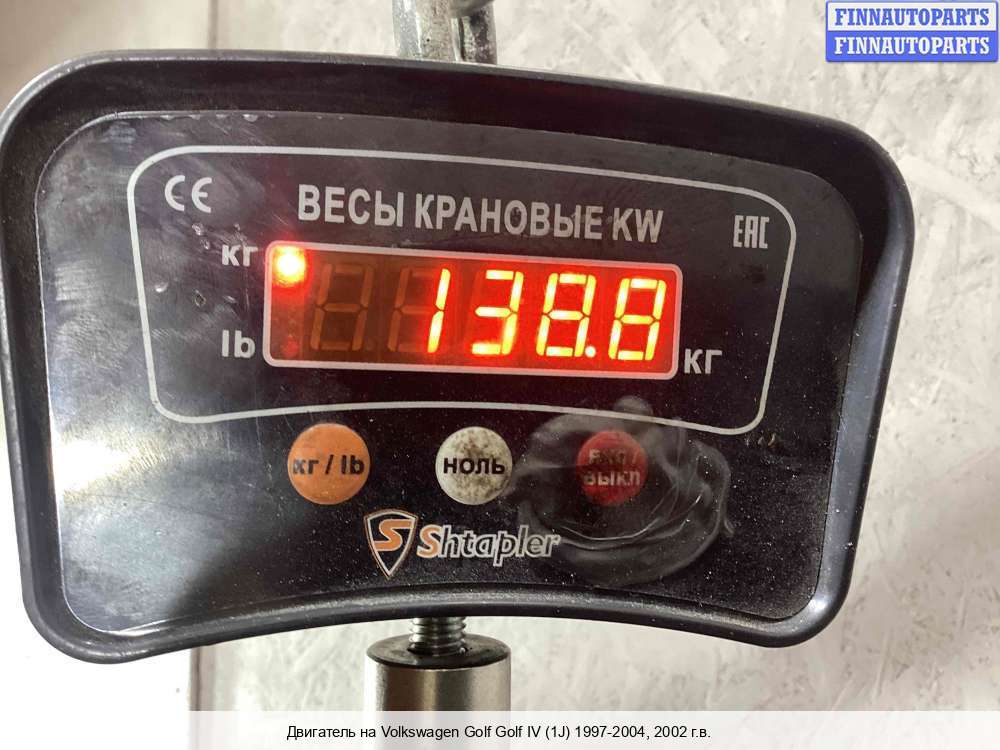 FINNAUTOPARTS
FINNAUTOPARTS
CE
ВЕСЫ КРАНОВЫЕ KW
EAC
кг
138.8
lb
кг
кг / lb
НОЛЬ
ВЫКЛ
S Shtapler
Двигатель на Volkswagen Golf Golf IV (1J) 1997-2004, 2002 г.в.